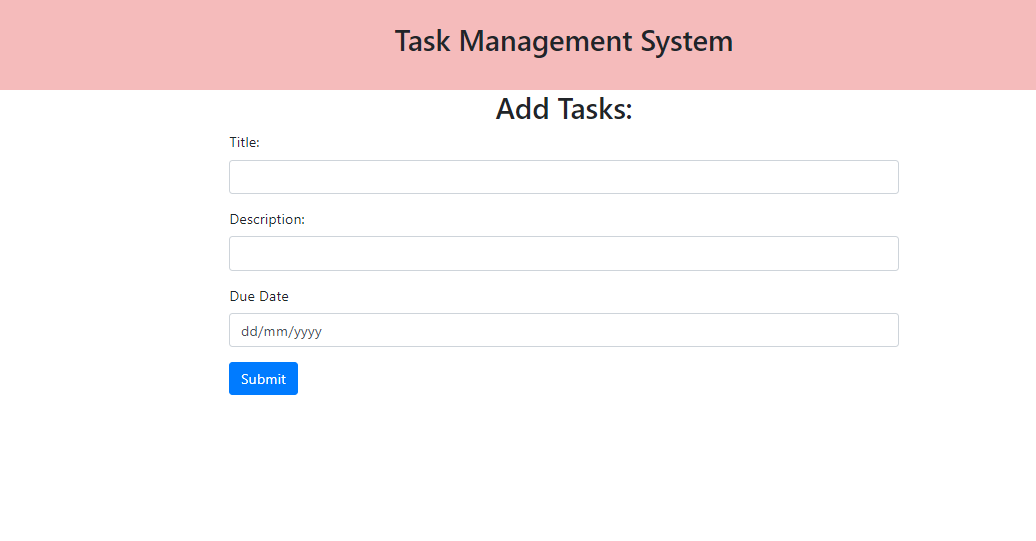 Task Management System
Add Tasks:
Title:
Description:
Due Date
dd/mm/yyyy
Submit